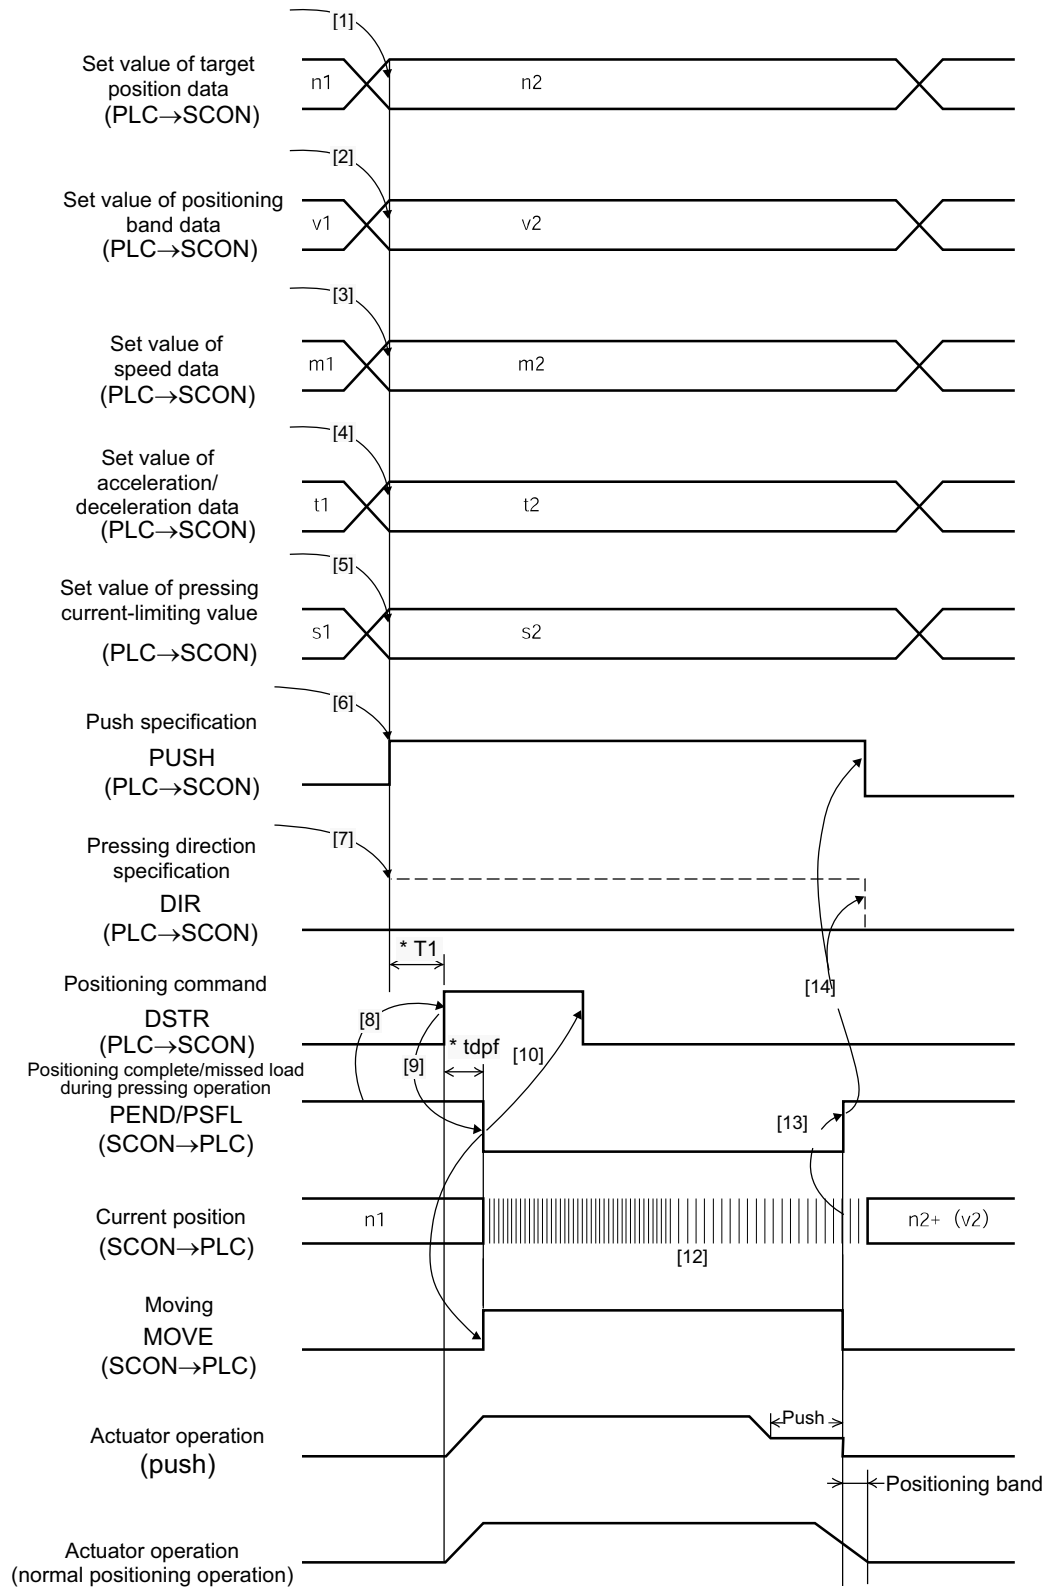 [1]
Set value of target
position data
(PLC→SCON)
n1
n2
[2]
Set value of positioning
band data
(PLC→SCON)
v1
v2
[3]
Set value of
speed data
(PLC→SCON)
m1
m2
[4]
Set value of
acceleration/
deceleration data
(PLC→SCON)
t1
t2
[5]
Set value of pressing
current-limiting value
(PLC→SCON)
s1
s2
[6]
Push specification
PUSH
(PLC→SCON)
[7]
Pressing direction
specification
DIR
(PLC→SCON)
* T1
[14]
Positioning command
DSTR
(PLC→SCON)
[8]
* tdpf
[10]
[9]
Positioning complete/missed load
during pressing operation
PEND/PSFL
(SCON→PLC)
[13]
Current position
(SCON→PLC)
n1
n2+ (v2)
[12]
Moving
MOVE
(SCON→PLC)
Push
Actuator operation
(push)
Positioning band
Actuator operation
(normal positioning operation)